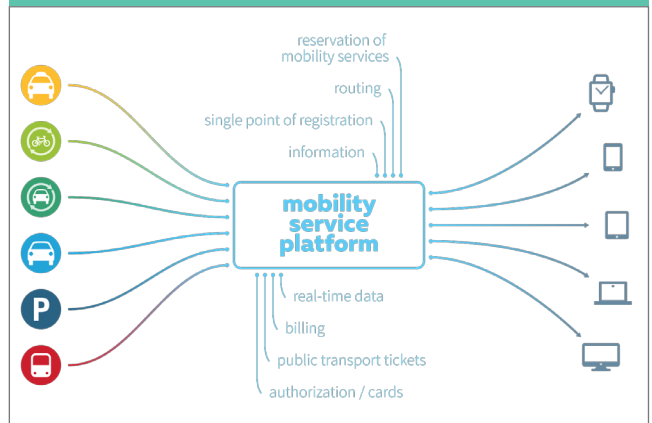 reservation of
mobility services
routing
single point of registration
information
mobility
service
platform
P
real-time data
billing
public transport tickets
authorization / cards